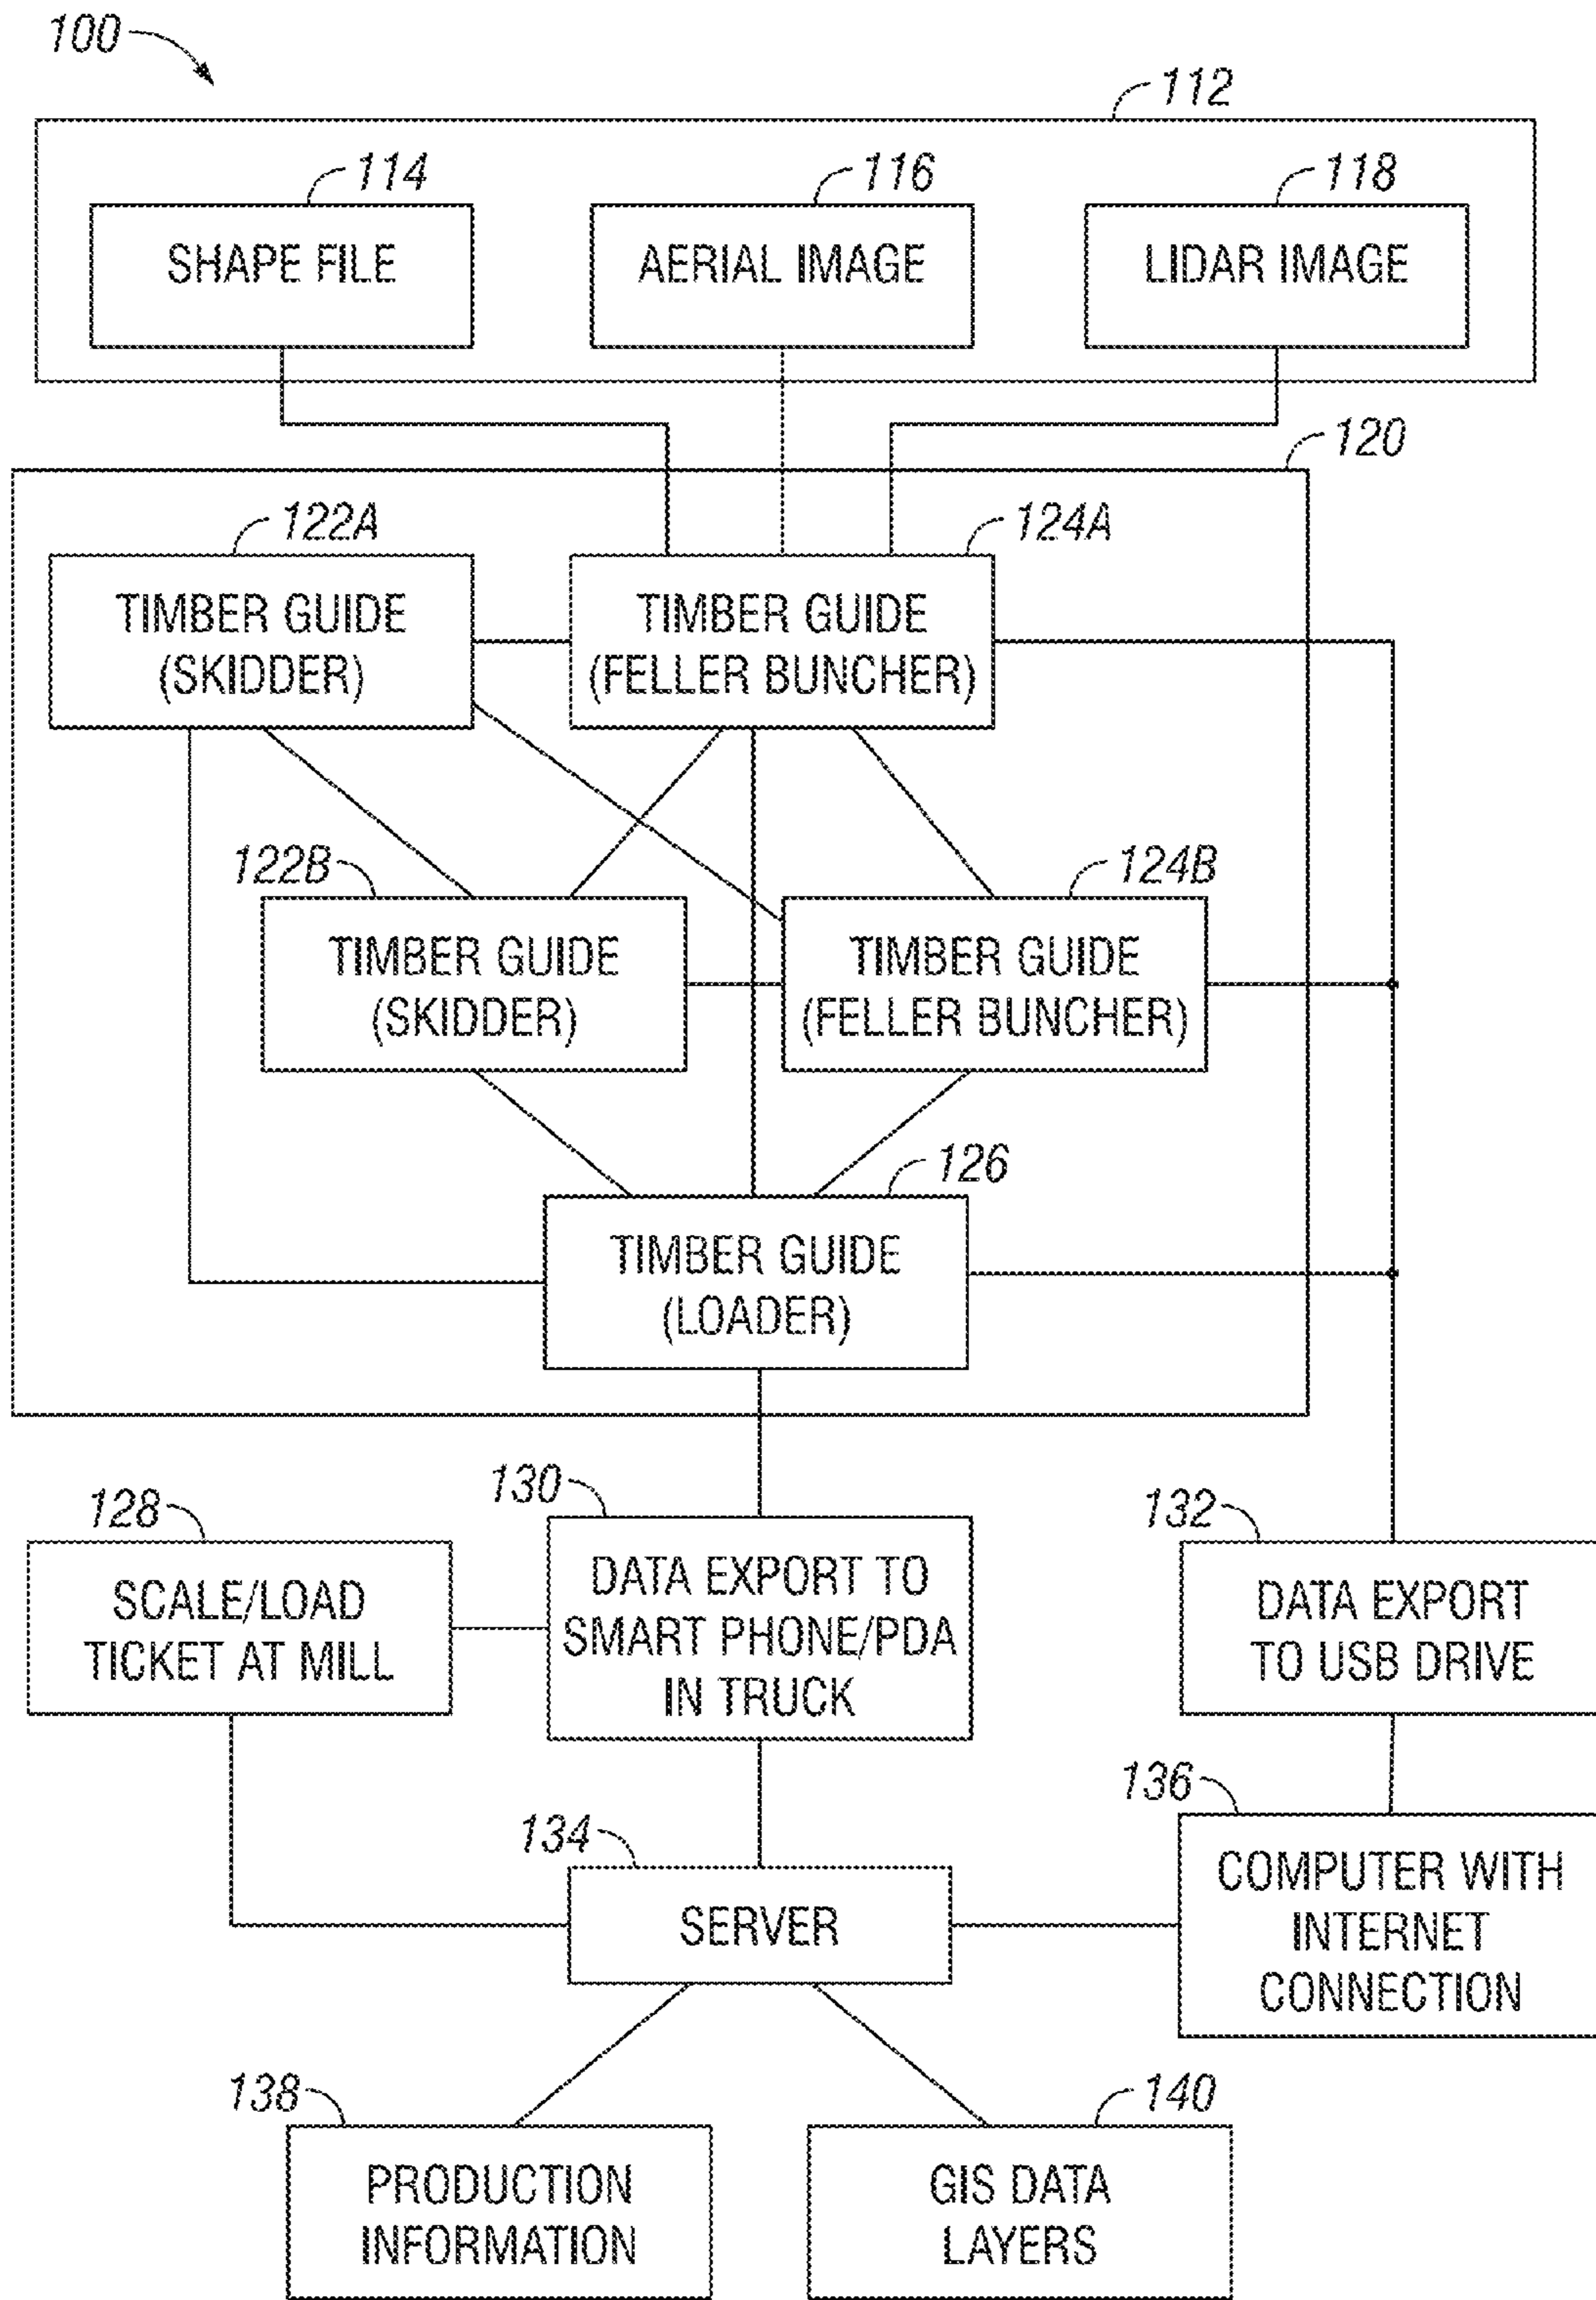 100
112
114
116
118
SHAPE FILE
AERIAL IMAGE
LIDAR IMAGE
120
122A
124A
TIMBER GUIDE
(SKIDDER)
TIMBER GUIDE
(FELLER BUNCHER)
122B
124B
TIMBER GUIDE
(SKIDDER)
TIMBER GUIDE
(FELLER BUNCHER)
126
TIMBER GUIDE
(LOADER)
128
130
132
SCALE/LOAD
TICKET AT MILL
DATA EXPORT TO
SMART PHONE/PDA
IN TRUCK
DATA EXPORT
TO USB DRIVE
134
136
SERVER
COMPUTER WITH
INTERNET
CONNECTION
138
140
PRODUCTION
INFORMATION
GIS DATA
LAYERS